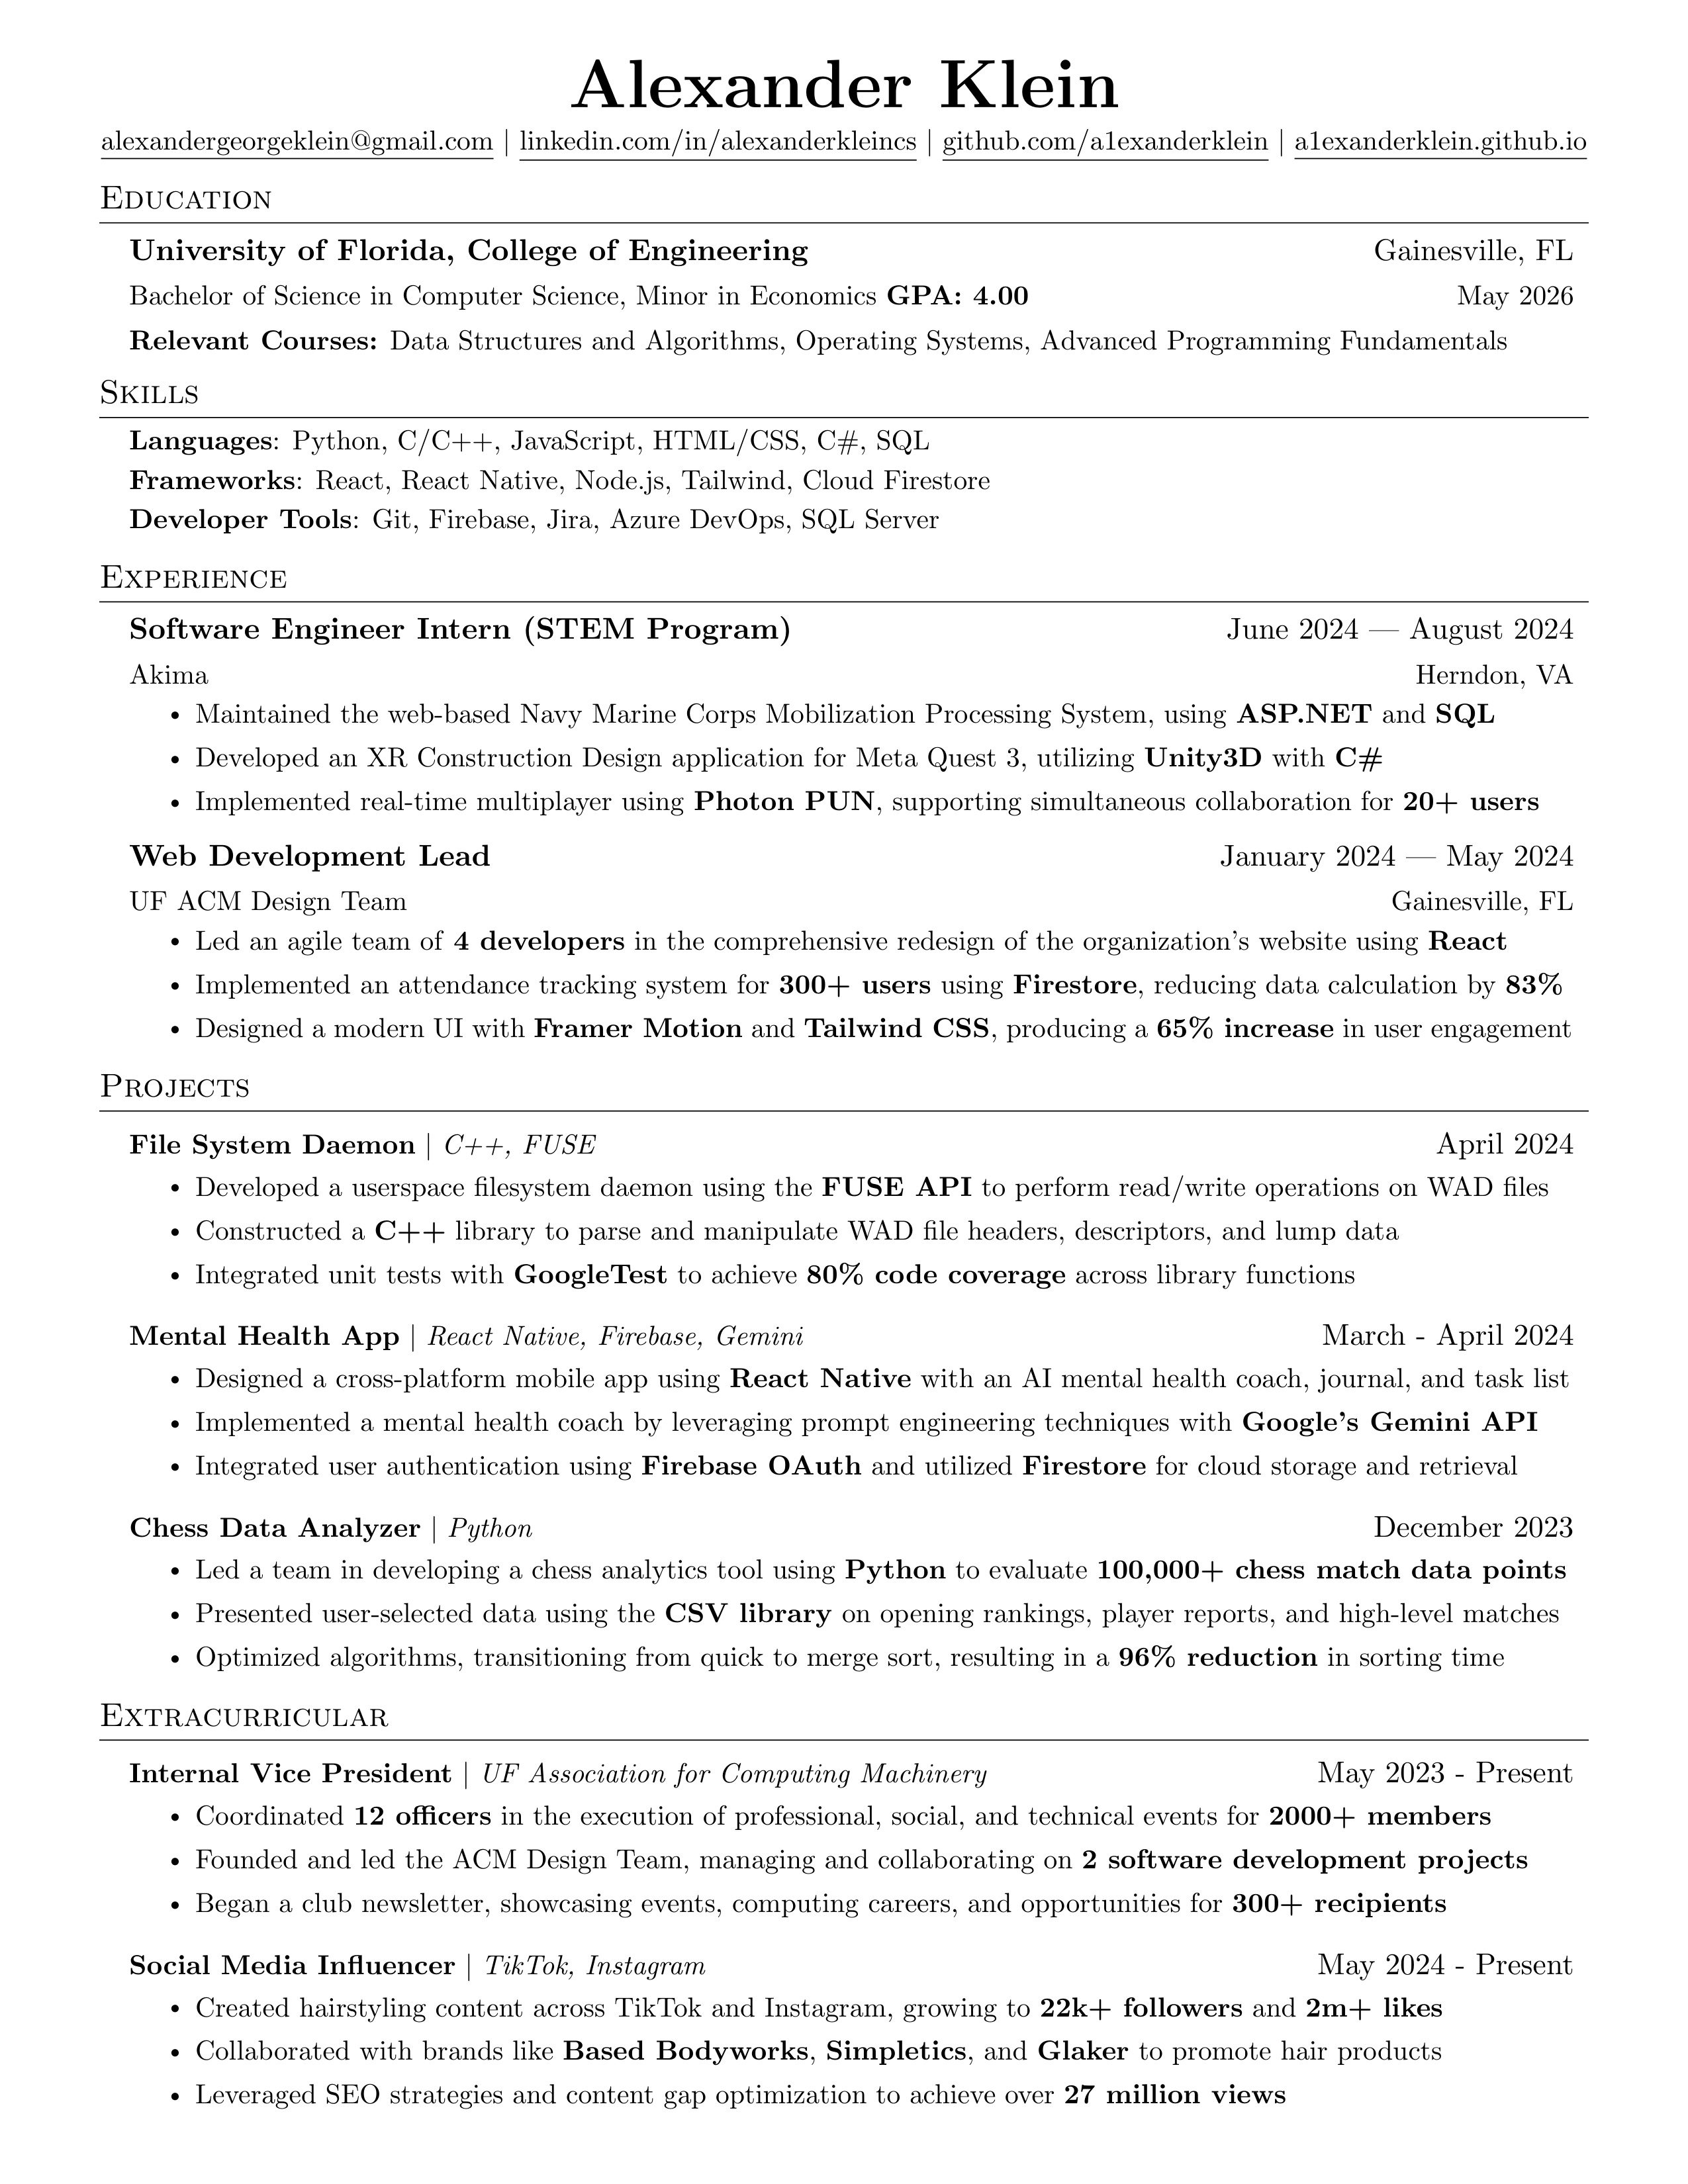 Alexander Klein
alexandergeorgeklein@gmail.com | linkedin.com/in/alexanderkleincs | github.com/a1exanderklein | a1exanderklein.github.io
Education
University of Florida, College of Engineering Gainesville, FL
Bachelor of Science in Computer Science, Minor in Economics GPA: 4.00 May 2026
Relevant Courses: Data Structures and Algorithms, Operating Systems, Advanced Programming Fundamentals
Skills
Languages: Python, C/C++, JavaScript, HTML/CSS, C#, SQL
Frameworks: React, React Native, Node.js, Tailwind, Cloud Firestore
Developer Tools: Git, Firebase, Jira, Azure DevOps, SQL Server
Experience
Software Engineer Intern (STEM Program) June 2024 — August 2024
Akima Herndon, VA
• Maintained the web-based Navy Marine Corps Mobilization Processing System, using ASP.NET and SQL
• Developed an XR Construction Design application for Meta Quest 3, utilizing Unity3D with C#
• Implemented real-time multiplayer using Photon PUN, supporting simultaneous collaboration for 20+ users
Web Development Lead January 2024 — May 2024
UF ACM Design Team Gainesville, FL
• Led an agile team of 4 developers in the comprehensive redesign of the organization's website using React
• Implemented an attendance tracking system for 300+ users using Firestore, reducing data calculation by 83%
• Designed a modern UI with Framer Motion and Tailwind CSS, producing a 65% increase in user engagement
Projects
File System Daemon | C++, FUSE April 2024
• Developed a userspace filesystem daemon using the FUSE API to perform read/write operations on WAD files
• Constructed a C++ library to parse and manipulate WAD file headers, descriptors, and lump data
• Integrated unit tests with GoogleTest to achieve 80% code coverage across library functions
Mental Health App | React Native, Firebase, Gemini March - April 2024
• Designed a cross-platform mobile app using React Native with an AI mental health coach, journal, and task list
• Implemented a mental health coach by leveraging prompt engineering techniques with Google's Gemini API
• Integrated user authentication using Firebase OAuth and utilized Firestore for cloud storage and retrieval
Chess Data Analyzer | Python December 2023
• Led a team in developing a chess analytics tool using Python to evaluate 100,000+ chess match data points
• Presented user-selected data using the CSV library on opening rankings, player reports, and high-level matches
• Optimized algorithms, transitioning from quick to merge sort, resulting in a 96% reduction in sorting time
Extracurricular
Internal Vice President | UF Association for Computing Machinery May 2023 - Present
• Coordinated 12 officers in the execution of professional, social, and technical events for 2000+ members
• Founded and led the ACM Design Team, managing and collaborating on 2 software development projects
• Began a club newsletter, showcasing events, computing careers, and opportunities for 300+ recipients
Social Media Influencer | TikTok, Instagram May 2024 - Present
• Created hairstyling content across TikTok and Instagram, growing to 22k+ followers and 2m+ likes
• Collaborated with brands like Based Bodyworks, Simpletics, and Glaker to promote hair products
• Leveraged SEO strategies and content gap optimization to achieve over 27 million views